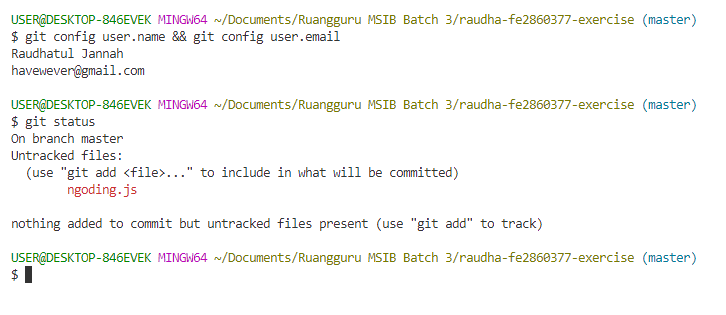 USER@DESKTOP-846EVEK MINGW64 ~/Documents/Ruangguru MSIB Batch 3/raudha-fe2860377-exercise (master)
$ git config user.name && git config user.email
Raudhatul Jannah
havewever@gmail.com
USER@DESKTOP-846EVEK MINGW64 ~/Documents/Ruangguru MSIB Batch 3/raudha-fe2860377-exercise (master)
$ git status
On branch master
Untracked files:
  (use "git add <file>..." to include in what will be committed)
        ngoding.js
nothing added to commit but untracked files present (use "git add" to track)
USER@DESKTOP-846EVEK MINGW64 ~/Documents/Ruangguru MSIB Batch 3/raudha-fe2860377-exercise (master)
$